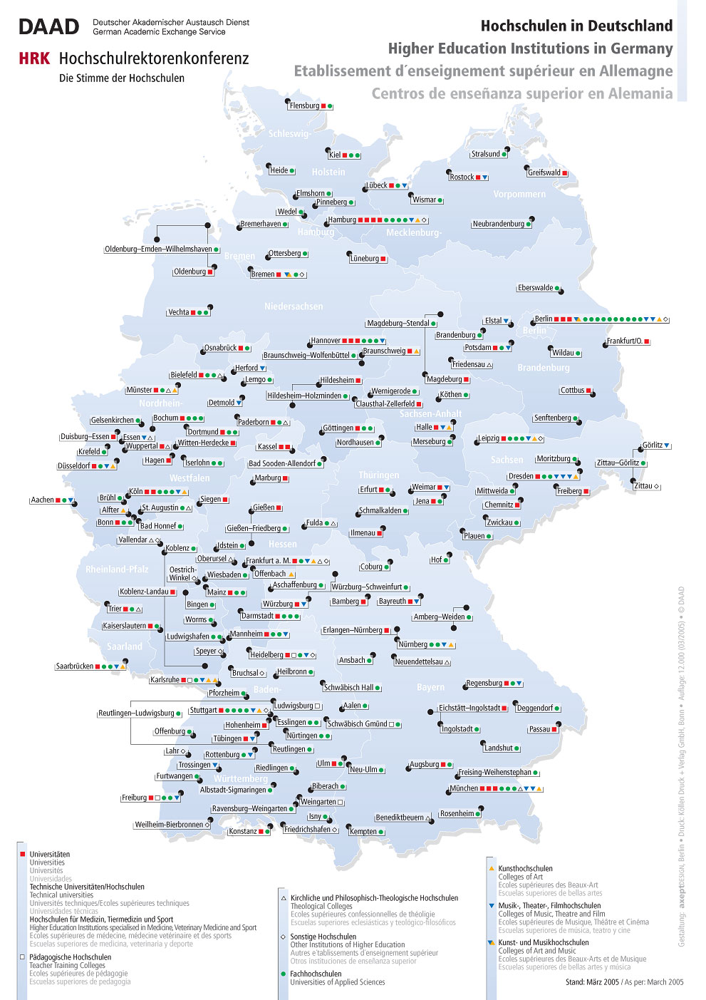 DAAD
Deutscher Akademischer Austausch Dienst
German Academic Exchange Service
HRK Hochschulrektorenkonferenz
Die Stimme der Hochschulen
Hochschulen in Deutschland
Higher Education Institutions in Germany
Etablissement d´enseignement supérieur en Allemagne
Centros de enseñanza superior en Alemania
Flensburg
Schleswig-
Kiel
Stralsund
Heide
Holstein
Rostock
Greifswald
Lübeck
Elmshorn
Pinneberg
Wismar
Vorpommern
Wedel
Hamburg
Bremerhaven
Neubrandenburg
Hamburg
Mecklenburg-
Oldenburg–Emden–Wilhelmshaven
Bremen
Ottersberg
Lüneburg
Oldenburg
Bremen
Eberswalde
Niedersachsen
Vechta
Magdeburg–Stendal
Elstal
Berlin
Berlin
Brandenburg
Hannover
Frankfurt/O.
Osnabrück
Braunschweig–Wolfenbüttel
Braunschweig
Potsdam
Wildau
Friedensau
Brandenburg
Herford
Bielefeld
Lemgo
Hildesheim
Magdeburg
Münster
Hildesheim–Holzminden
Wernigerode
Köthen
Cottbus
Nordrhein-
Detmold
Clausthal-Zellerfeld
Sachsen-Anhalt
Gelsenkirchen
Bochum
Paderborn
Senftenberg
Dortmund
Göttingen
Halle
Duisburg–Essen
Essen
Witten-Herdecke
Nordhausen
Merseburg
Leipzig
Krefeld
Wuppertal
Kassel
Görlitz
Düsseldorf
Hagen
Iserlohn
Bad Sooden-Allendorf
Sachsen
Moritzburg
Zittau–Görlitz
Westfalen
Marburg
Thüringen
Dresden
Köln
Erfurt
Weimar
Mittweida
Freiberg
Zittau
Aachen
Brühl
Siegen
Jena
Chemnitz
Alfter
St. Augustin
Gießen
Schmalkalden
Bonn
Bad Honnef
Gießen–Friedberg
Fulda
Ilmenau
Zwickau
Plauen
Vallendar
Koblenz
Idstein
Hessen
Oberursel
Frankfurt a. M.
Hof
Rheinland-Pfalz
Oestrich-
Winkel
Wiesbaden
Offenbach
Coburg
Koblenz-Landau
Mainz
Aschaffenburg
Würzburg–Schweinfurt
Bingen
Würzburg
Bamberg
Bayreuth
Trier
Worms
Darmstadt
Amberg–Weiden
Kaiserslautern
Ludwigshafen
Mannheim
Erlangen–Nürnberg
Saarland
Speyer
Heidelberg
Nürnberg
Saarbrücken
Bruchsal
Heilbronn
Ansbach
Neuendettelsau
Karlsruhe
Schwäbisch Hall
Bayern
Regensburg
Pforzheim
Baden-
Reutlingen–Ludwigsburg
Stuttgart
Ludwigsburg
Aalen
Eichstätt–Ingolstadt
Deggendorf
Hohenheim
Esslingen
Schwäbisch Gmünd
Ingolstadt
Passau
Offenburg
Tübingen
Nürtingen
Lahr
Rottenburg
Reutlingen
Landshut
Trossingen
Riedlingen
Ulm
Neu-Ulm
Augsburg
Freising-Weihenstephan
Furtwangen
Württemberg
Albstadt-Sigmaringen
Biberach
München
Freiburg
Weingarten
Ravensburg–Weingarten
Isny
Benediktbeuern
Rosenheim
Weilheim-Bierbronnen
Konstanz
Friedrichshafen
Kempten
Universitäten
Universities
Universités
Universidades
Technische Universitäten/Hochschulen
Technical universities
Universités techniques/Ecoles supérieures techniques
Universidades técnicas
Hochschulen für Medizin, Tiermedizin und Sport
Higher Education Institutions specialised in Medicine, Veterinary Medicine and Sport
Ecoles supérieures de médecine, médecine vétérinaire et des sports
Escuelas superiores de medicina, veterinaria y deporte
Pädagogische Hochschulen
Teacher Training Colleges
Ecoles supérieures de pédagogie
Escuelas superiores de pedagogia
Kirchliche und Philosophisch-Theologische Hochschulen
Theological Colleges
Ecoles supérieures confessionnelles de théologie
Escuelas superiores eclesiásticas y teológico-filosóficos
Sonstige Hochschulen
Other Institutions of Higher Education
Autres e´tablissements d´enseignement supérieur
Otros instituciones de enseñanza superior
Fachhochschulen
Universities of Applied Sciences
Kunsthochschulen
Colleges of Art
Ecoles supérieures des Beaux-Art
Escuelas superiores de bellas artes
Musik-, Theater-, Filmhochschulen
Colleges of Music, Theatre and Film
Ecoles supérieures de Musique, Théâtre et Cinéma
Escuelas superiores de música, teatro y cine
Kunst- und Musikhochschulen
Colleges of Art and Music
Ecoles supérieures des Beaux-Arts et de Musique
Escuelas superiores de bellas artes y música
Stand: März 2005 / As per: March 2005
Gestaltung: axeptDESIGN, Berlin • Druck: Köllen Druck + Verlag GmbH, Bonn • Auflage: 12.000 (03/2005) • © DAAD